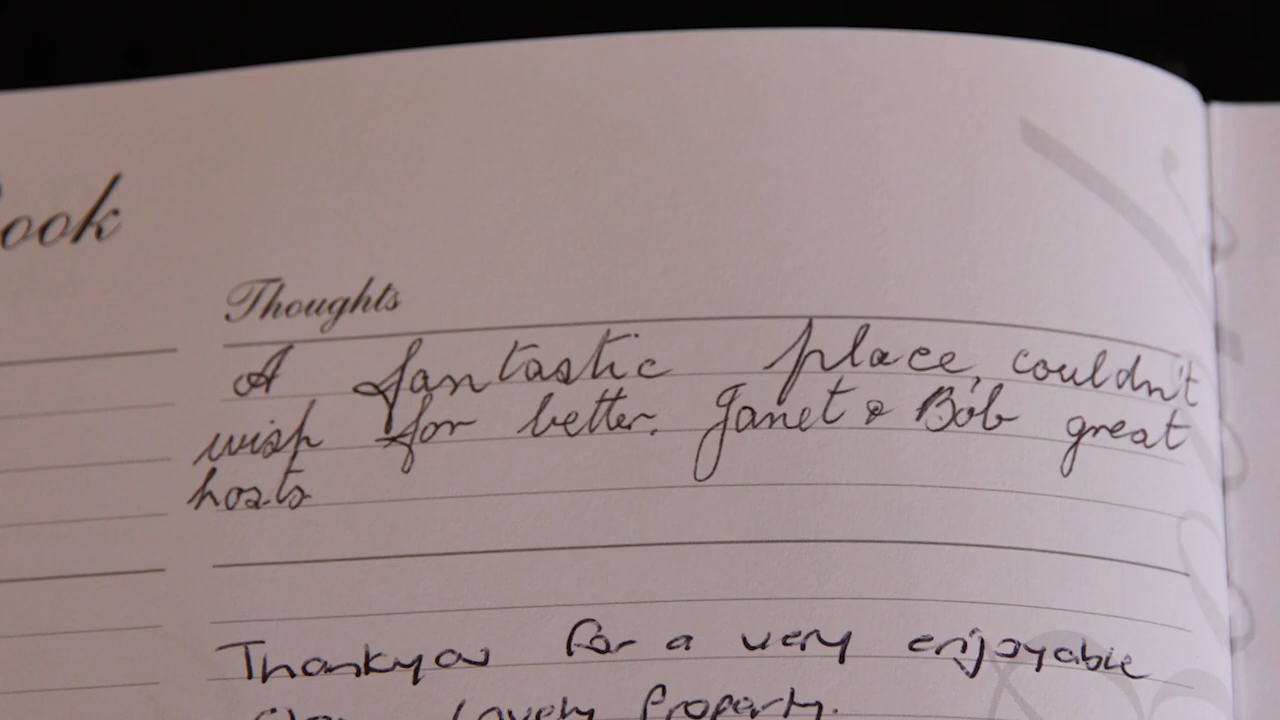 ook
Thoughts
A fantastic place, couldn't
wish for better. Janet & Bob great
hosts
Thankyou for a very enjoyable
Lovely Property.